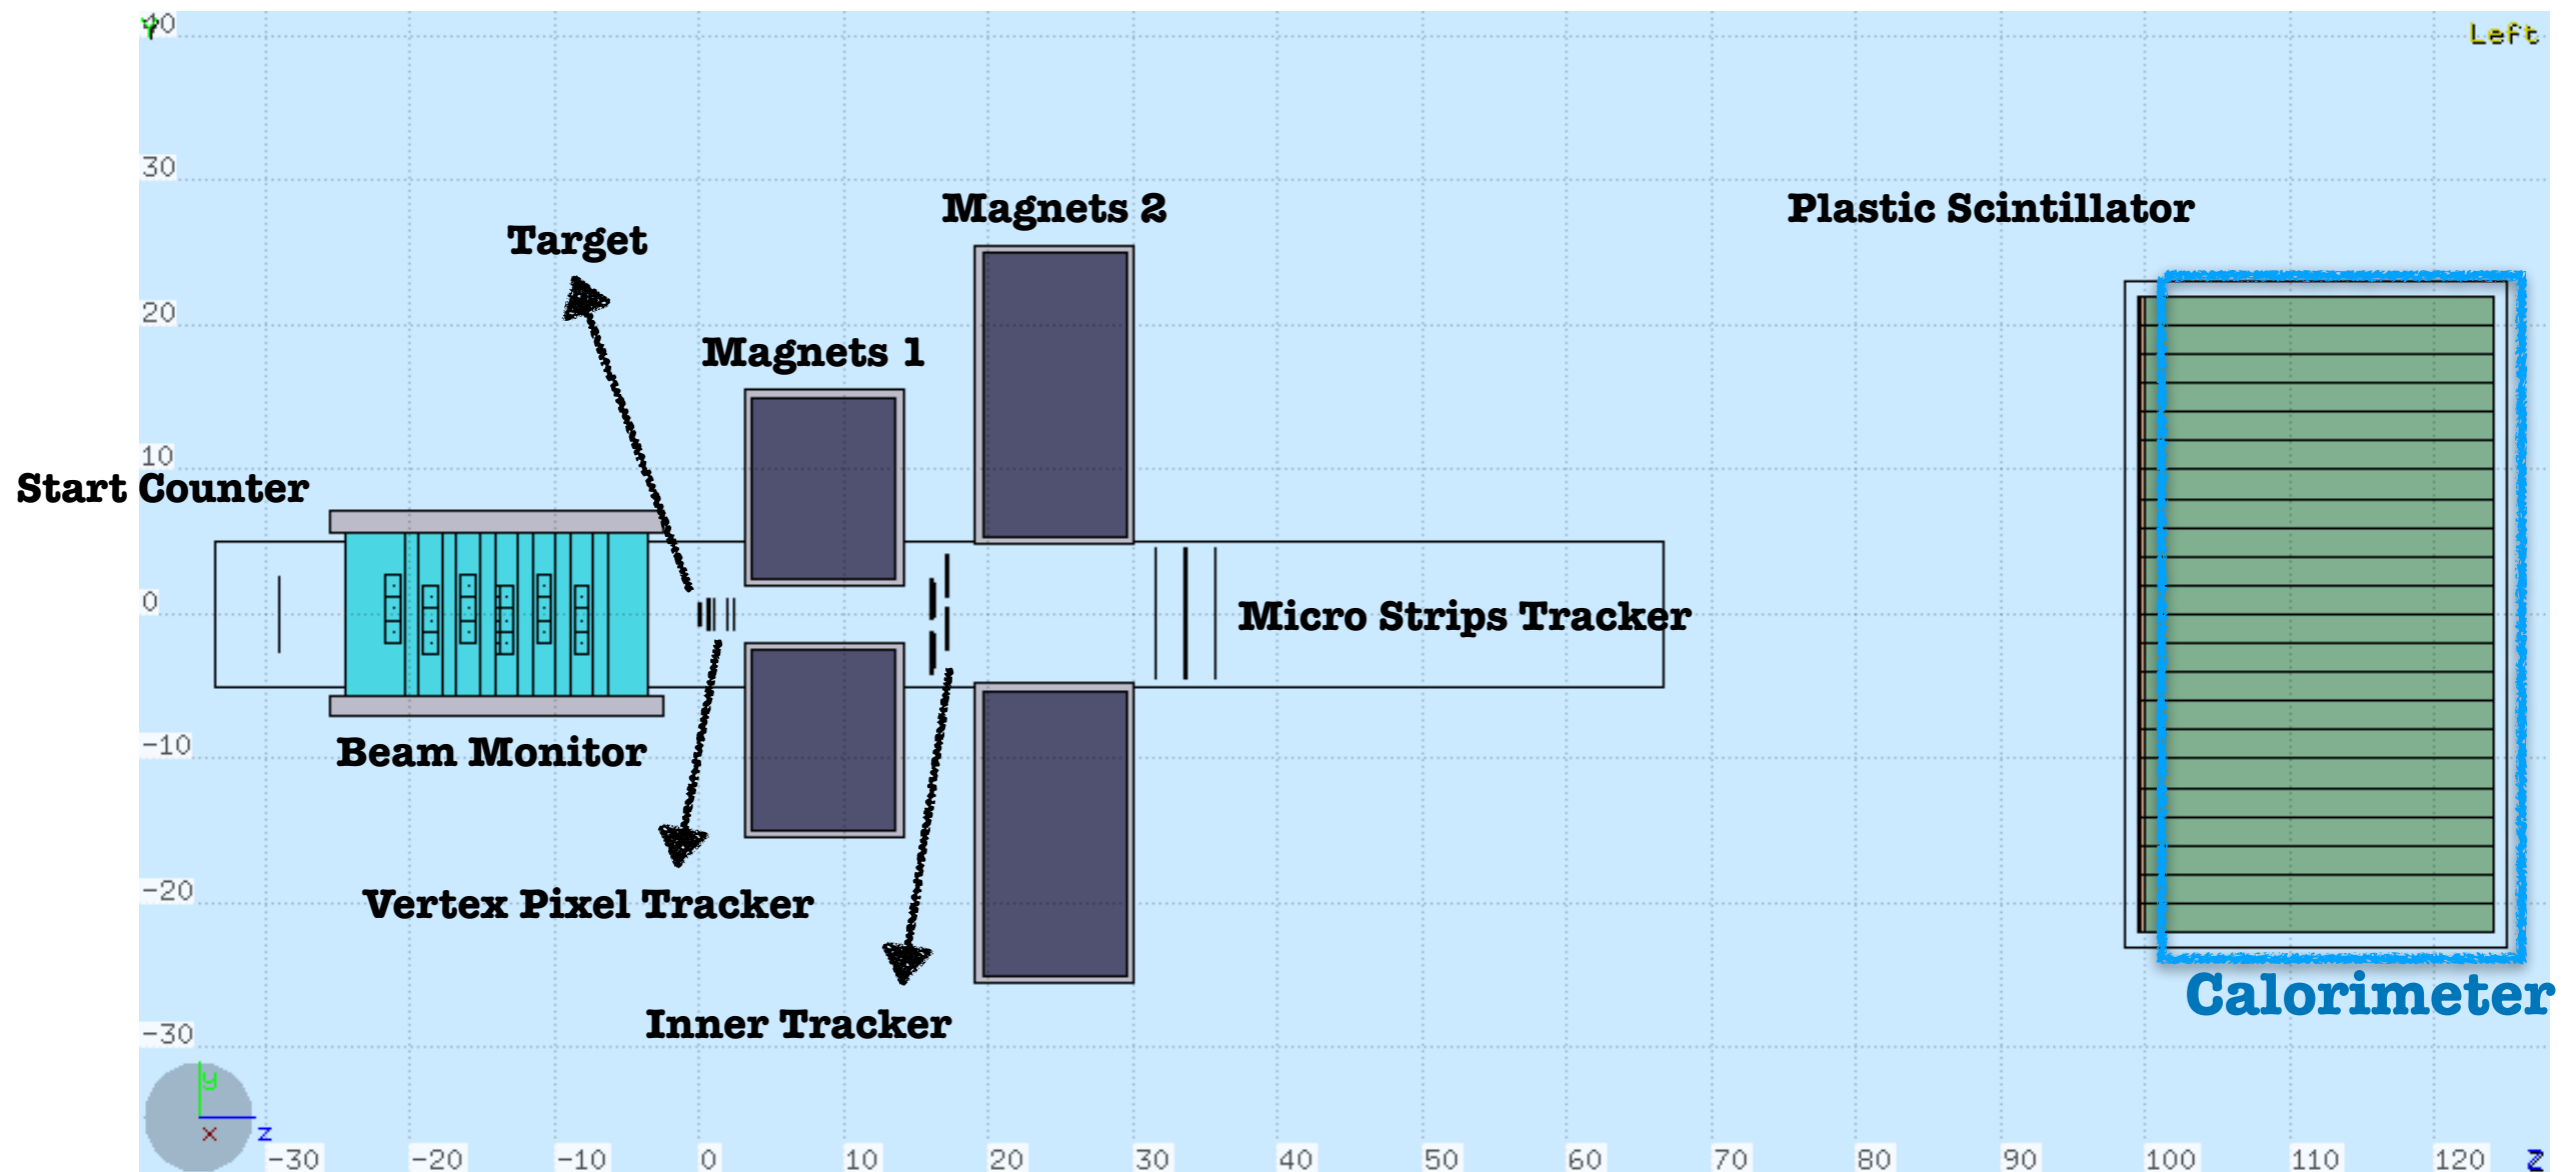 40
Y
Left
30
Magnets 2
Plastic Scintillator
Target
20
Magnets 1
10
Start Counter
0
Micro Strips Tracker
-10
Beam Monitor
-20
Vertex Pixel Tracker
Calorimeter
Inner Tracker
-30
y
x
z
-30 -20 -10 0 10 20 30 40 50 60 70 80 90 100 110 120 Z